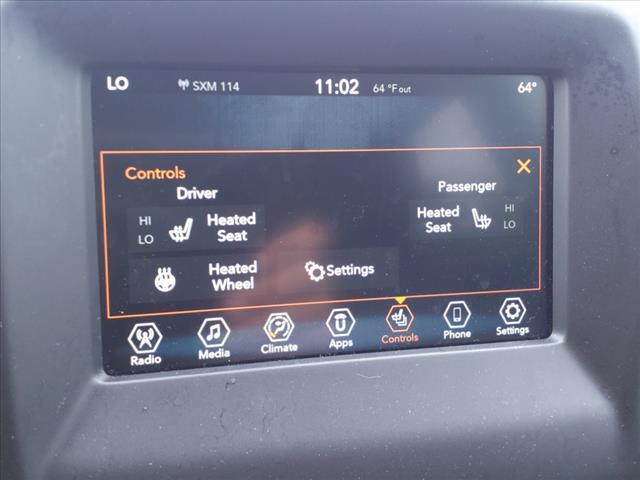 LO SXM 114 11:02 64 °F out 64°
Controls
Driver Passenger
HI Heated Seat LO
Heated Seat HI LO
Heated Wheel
Settings
Radio Media Climate Apps Controls Phone Settings